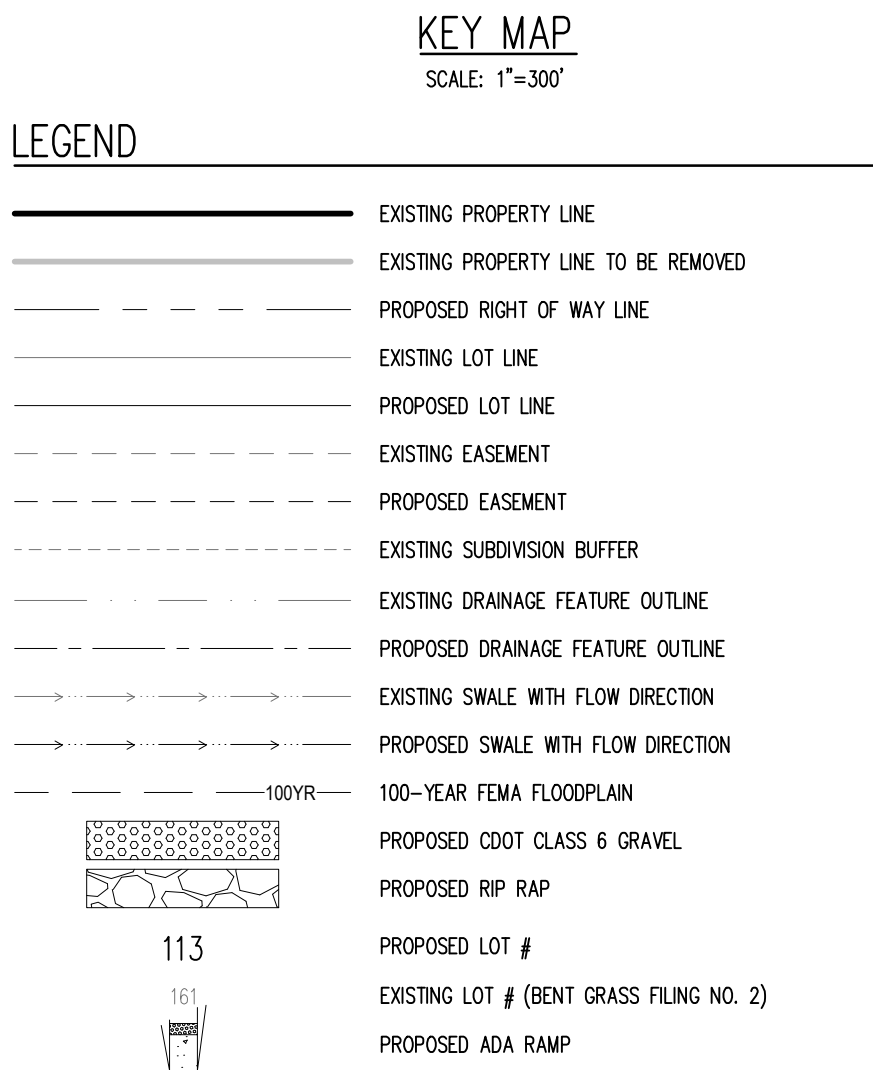 KEY MAP
SCALE: 1"=300'
LEGEND
EXISTING PROPERTY LINE
EXISTING PROPERTY LINE TO BE REMOVED
PROPOSED RIGHT OF WAY LINE
EXISTING LOT LINE
PROPOSED LOT LINE
EXISTING EASEMENT
PROPOSED EASEMENT
EXISTING SUBDIVISION BUFFER
EXISTING DRAINAGE FEATURE OUTLINE
PROPOSED DRAINAGE FEATURE OUTLINE
EXISTING SWALE WITH FLOW DIRECTION
PROPOSED SWALE WITH FLOW DIRECTION
100YR 100-YEAR FEMA FLOODPLAIN
PROPOSED CDOT CLASS 6 GRAVEL
PROPOSED RIP RAP
113 PROPOSED LOT #
161 EXISTING LOT # (BENT GRASS FILING NO. 2)
PROPOSED ADA RAMP